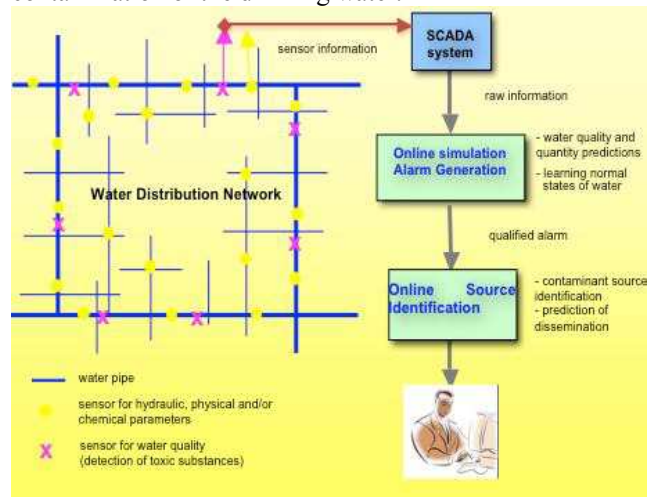 sensor information
SCADA
system
raw information
Online simulation
Alarm Generation
- water quality and
quantity predictions
- learning normal
states of water
Water Distribution Network
qualified alarm
Online Source
Identification
- contaminant source
identification
- prediction of
dissemination
water pipe
sensor for hydraulic, physical and/or
chemical parameters
X
sensor for water quality
(detection of toxic substances)